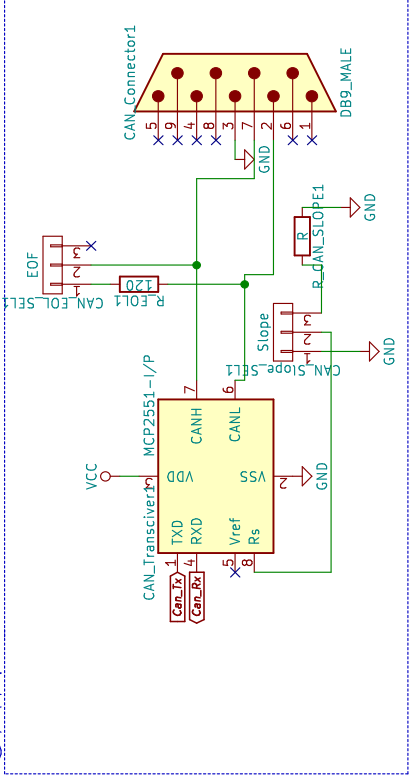 CAN_Connector1
DB9_MALE
5
9
4
8
3
7
2
6
1
GND
R_CAN_SLOPE1
R
GND
EOF
3
2
1
CAN_EOL_SEL1
120
R_EOL1
Slope
3
2
1
CAN_Slope_SEL1
GND
MCP2551-I/P
7
6
CANH
CANL
VCC
3
VDD
VSS
2
GND
CAN_Transciver1
TXD
RXD
Vref
Rs
1
4
5
8
Can_Tx
Can_Rx